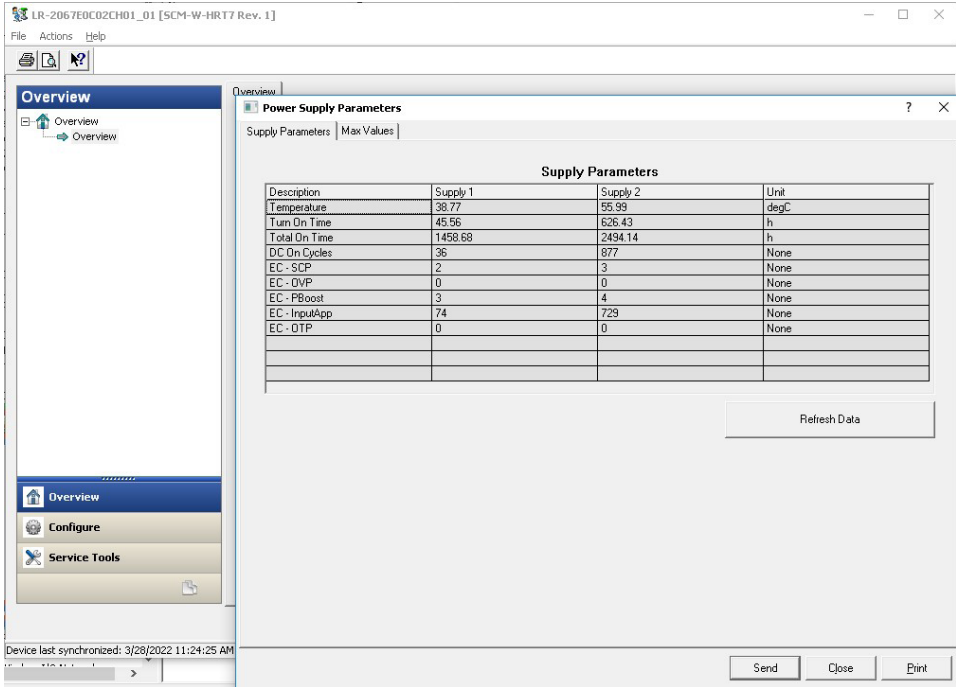 LR-2067E0C02CH01_01 [SCM-W-HRT7 Rev. 1]
File Actions Help
Overview
Overview
Overview
Overview
Power Supply Parameters
?
Supply Parameters Max Values
Supply Parameters
Description Supply 1 Supply 2 Unit
Temperature 38.77 55.99 degC
Turn On Time 45.56 626.43 h
Total On Time 1458.68 2494.14 h
DC On Cycles 36 877 None
EC - SCP 2 3 None
EC - OVP 0 0 None
EC - PBoost 3 4 None
EC - InputApp 74 729 None
EC - OTP 0 0 None
Refresh Data
Overview
Configure
Service Tools
Device last synchronized: 3/28/2022 11:24:25 AM
Send Close Print